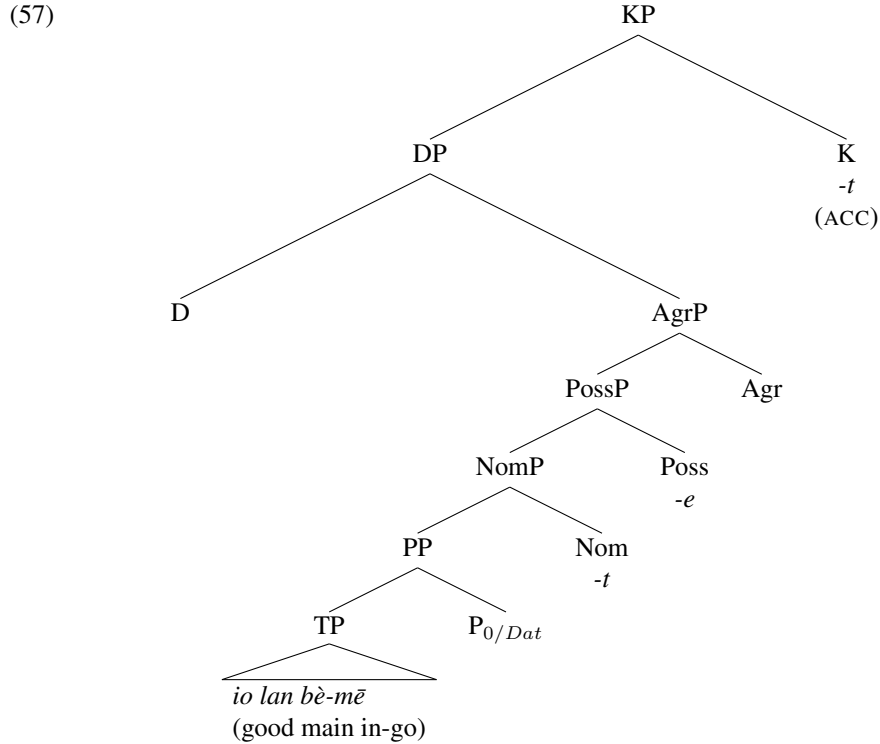 (57) KP
DP K
-t
(ACC)
D AgrP
PossP Agr
NomP Poss
-e
PP Nom
-t
TP P0/Dat
io lan bè-mē
(good main in-go)